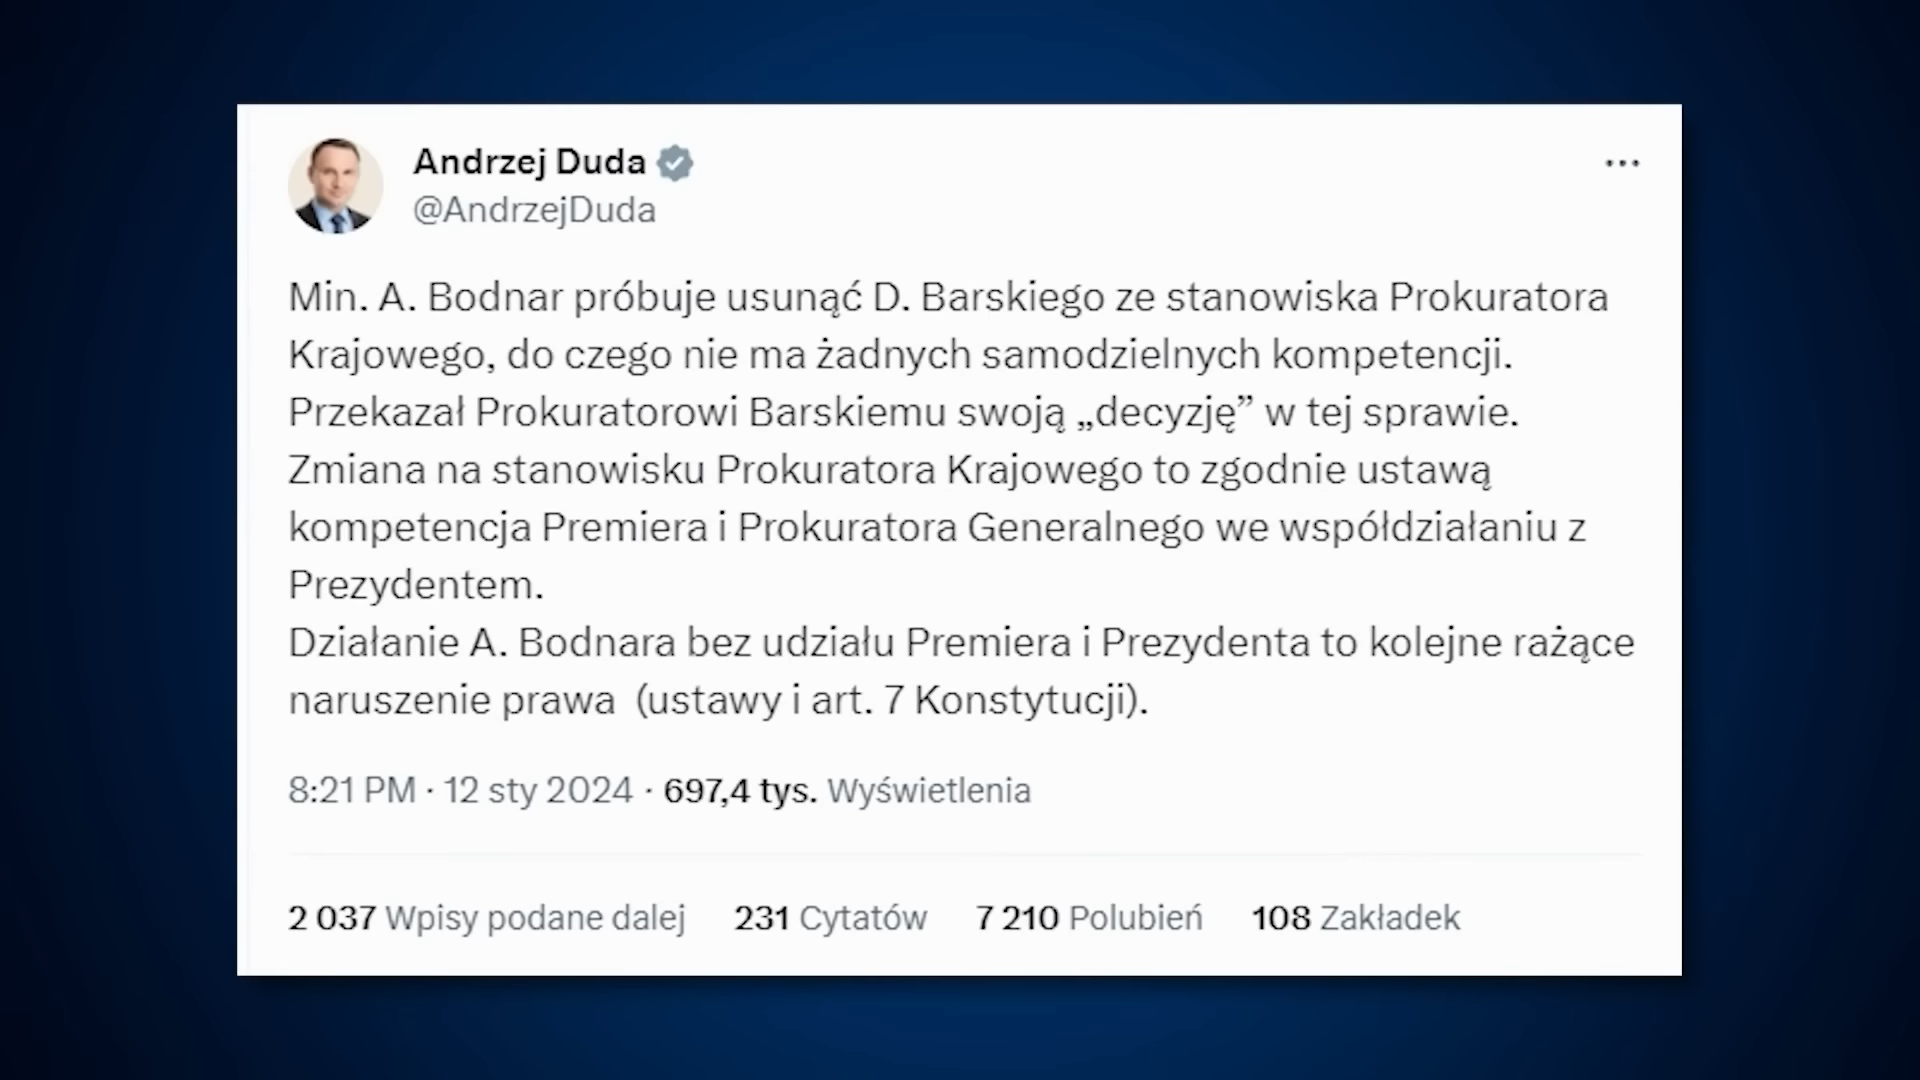 Andrzej Duda
@AndrzejDuda
Min. A. Bodnar próbuje usunąć D. Barskiego ze stanowiska Prokuratora
Krajowego, do czego nie ma żadnych samodzielnych kompetencji.
Przekazał Prokuratorowi Barskiemu swoją „decyzję” w tej sprawie.
Zmiana na stanowisku Prokuratora Krajowego to zgodnie ustawą
kompetencja Premiera i Prokuratora Generalnego we współdziałaniu z
Prezydentem.
Działanie A. Bodnara bez udziału Premiera i Prezydenta to kolejne rażące
naruszenie prawa  (ustawy i art. 7 Konstytucji).
8:21 PM · 12 sty 2024 · 697,4 tys. Wyświetlenia
2 037 Wpisy podane dalej 231 Cytatów 7 210 Polubień 108 Zakładek